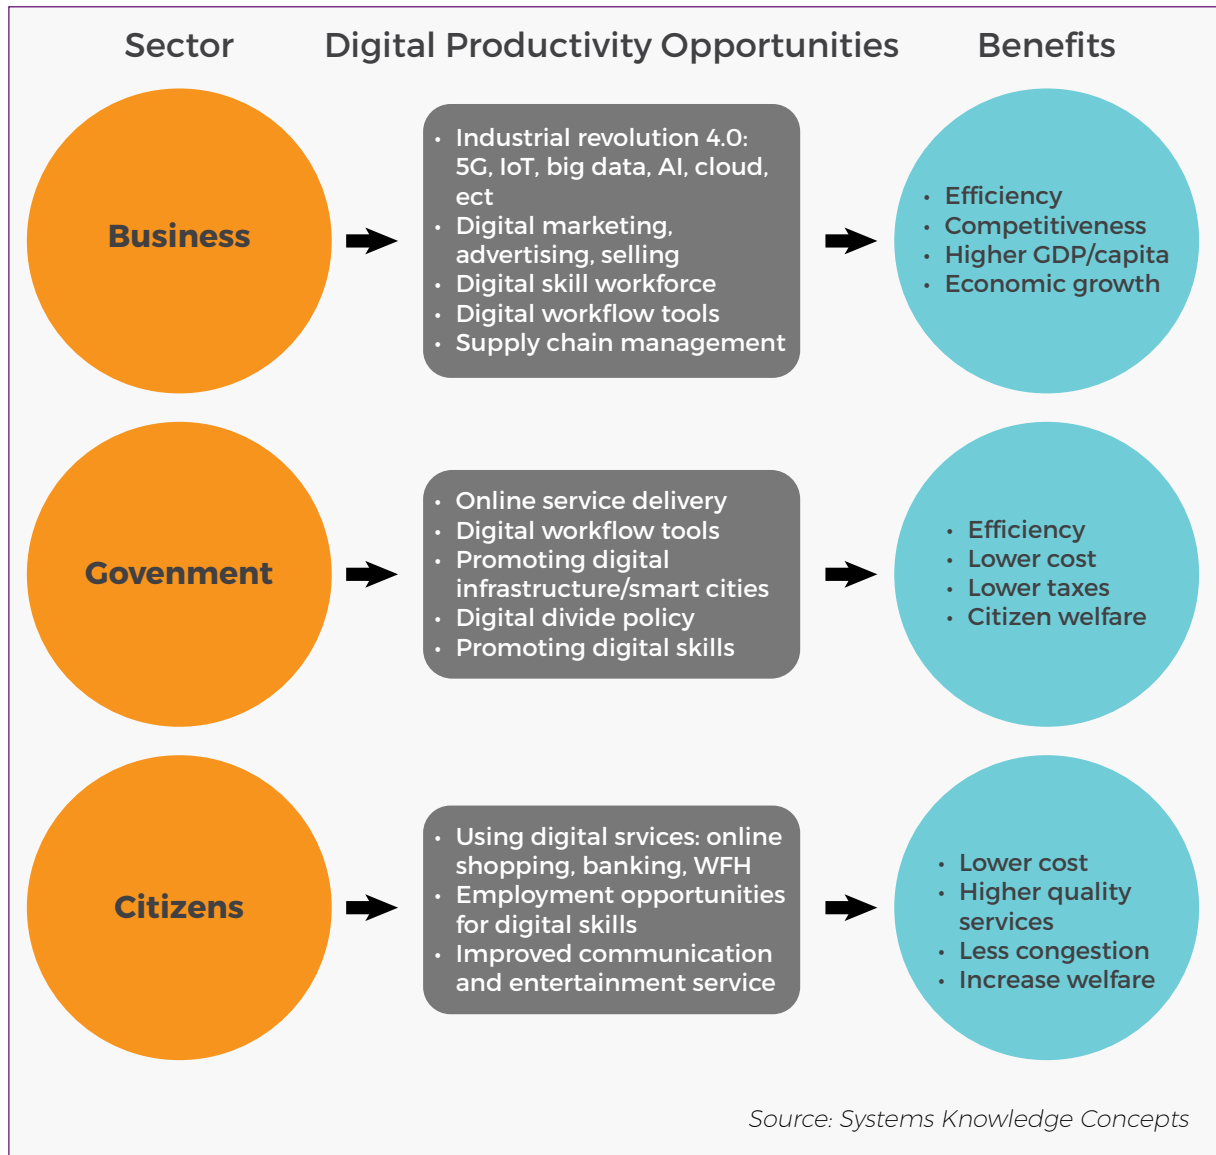 Sector
Digital Productivity Opportunities
Benefits
Business
• Industrial revolution 4.0:
5G, IoT, big data, AI, cloud,
ect
• Digital marketing,
advertising, selling
• Digital skill workforce
• Digital workflow tools
• Supply chain management
• Efficiency
• Competitiveness
• Higher GDP/capita
• Economic growth
Govenment
• Online service delivery
• Digital workflow tools
• Promoting digital
infrastructure/smart cities
• Digital divide policy
• Promoting digital skills
• Efficiency
• Lower cost
• Lower taxes
• Citizen welfare
Citizens
• Using digital srvices: online
shopping, banking, WFH
• Employment opportunities
for digital skills
• Improved communication
and entertainment service
• Lower cost
• Higher quality
services
• Less congestion
• Increase welfare
Source: Systems Knowledge Concepts